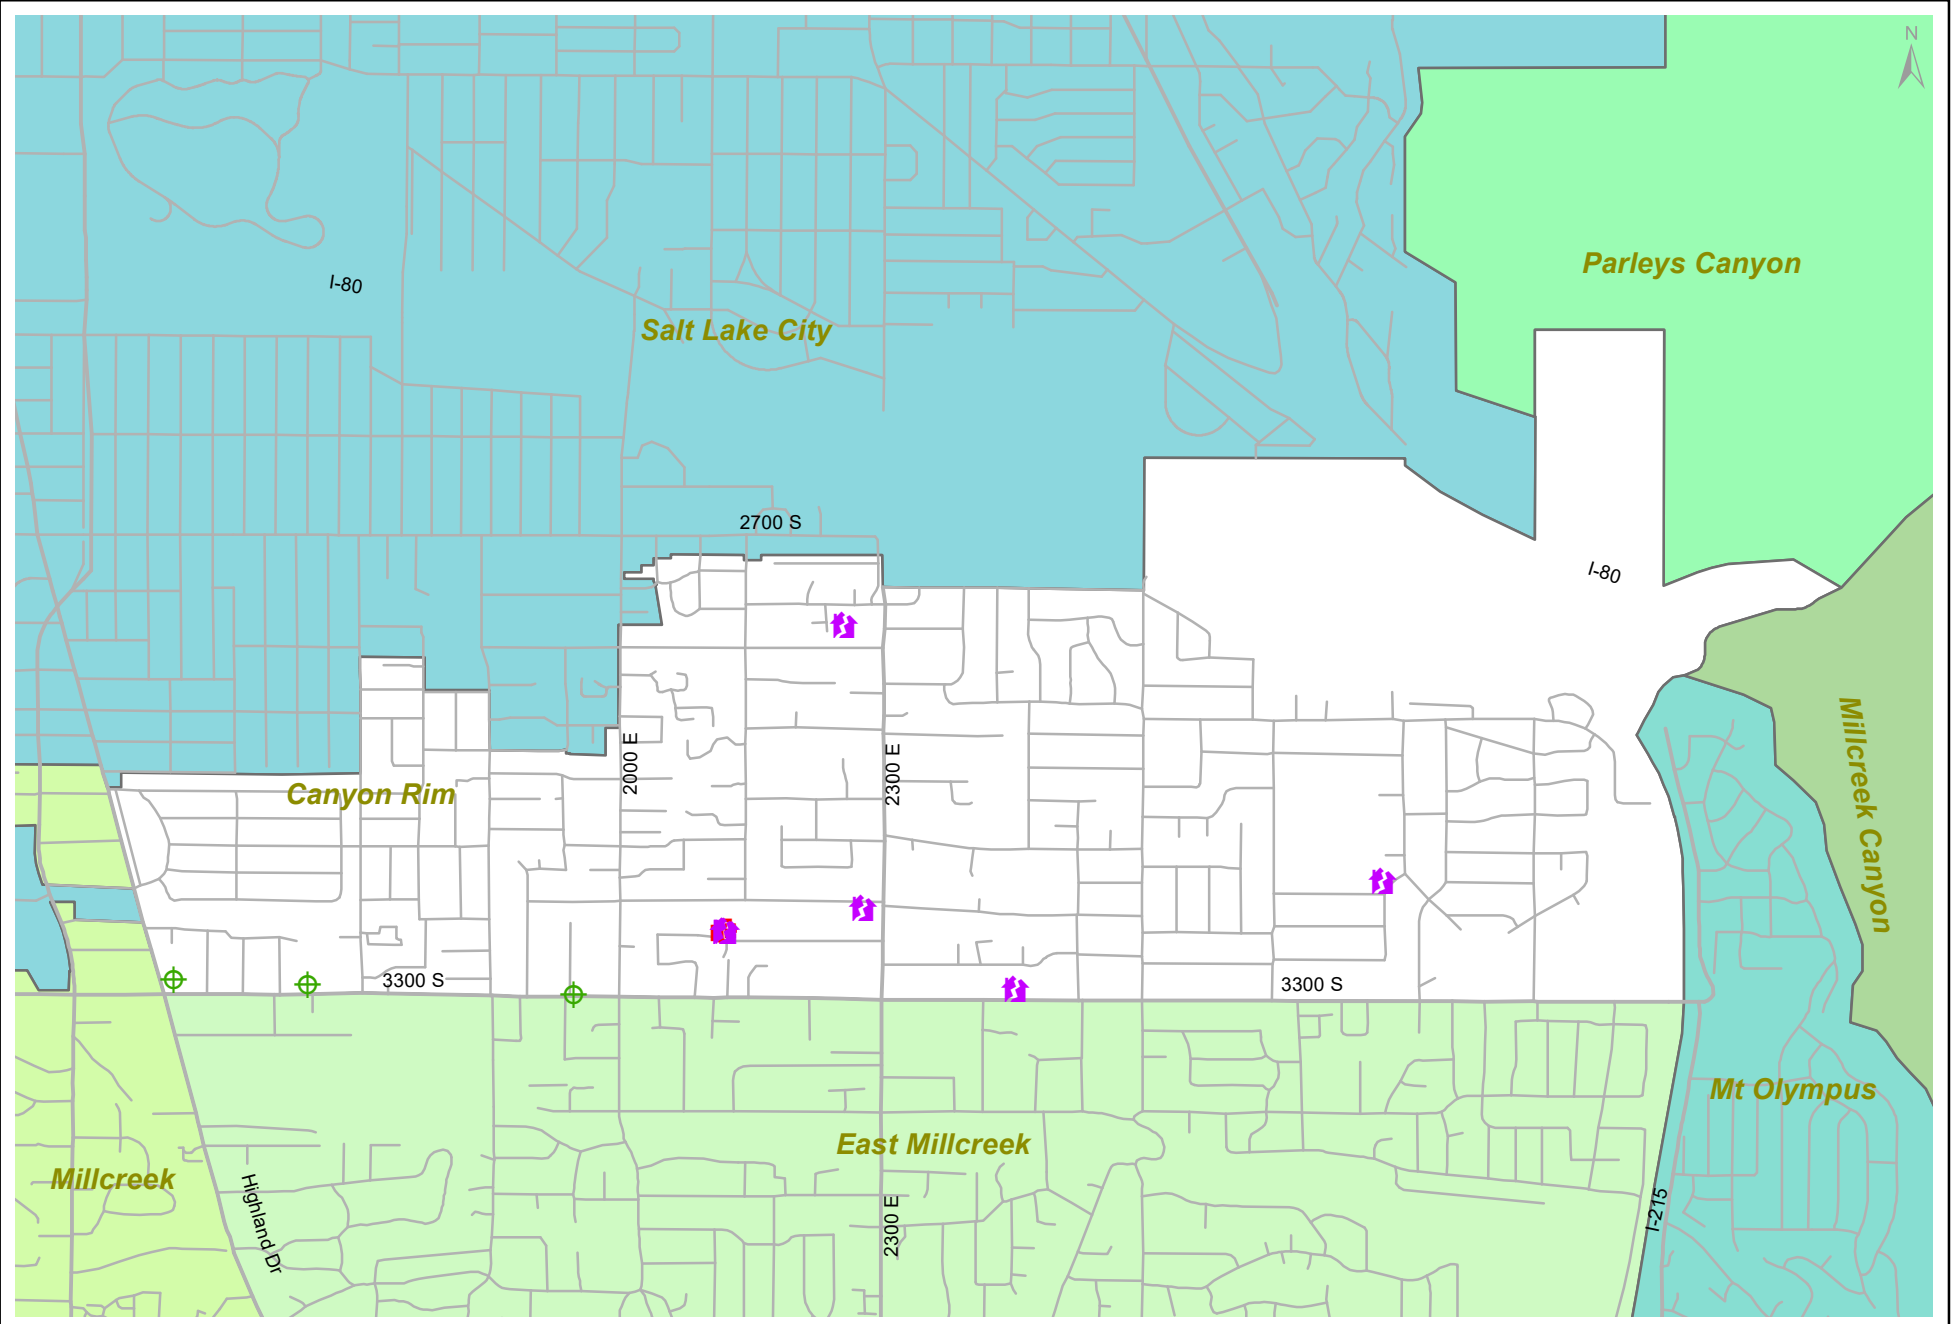 N
Parleys Canyon
I-80
Salt Lake City
2700 S
I-80
2000 E
2300 E
Canyon Rim
Millcreek Canyon
3300 S
3300 S
Mt Olympus
East Millcreek
Millcreek
Highland Dr
2300 E
I-215